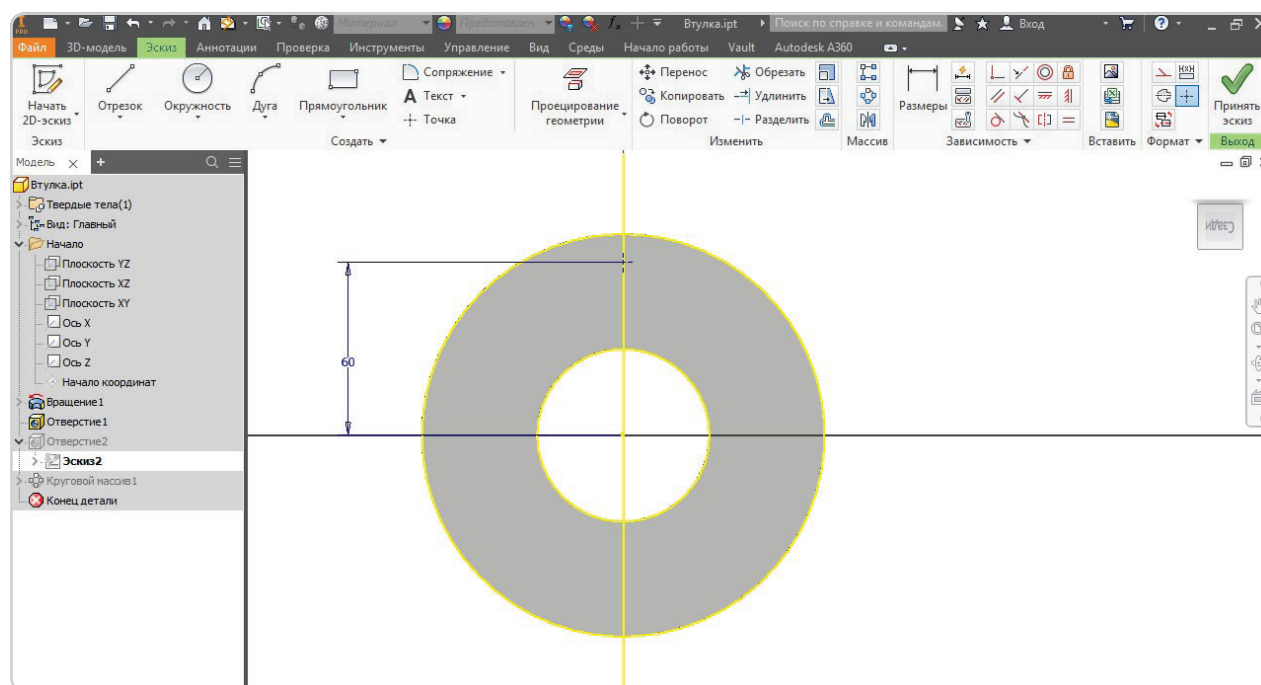 PRO Материал Представлен Втулка.ipt Поиск по справке и командам. Вход
Файл 3D-модель Эскиз Аннотации Проверка Инструменты Управление Вид Среды Начало работы Vault Autodesk A360
Начать 2D-эскиз
Отрезок
Окружность
Дуга
Прямоугольник
Сопряжение
Текст
Точка
Проецирование геометрии
Перенос
Копировать
Поворот
Обрезать
Удлинить
Разделить
Размеры
Принять эскиз
Эскиз Создать Изменить Массив Зависимость Вставить Формат Выход
Модель
Втулка.ipt
Твердые тела(1)
Вид: Главный
Начало
Плоскость YZ
Плоскость XZ
Плоскость XY
Ось X
Ось Y
Ось Z
Начало координат
Вращение1
Отверстие1
Отверстие2
Эскиз2
Круговой массив1
Конец детали
60
Сзади